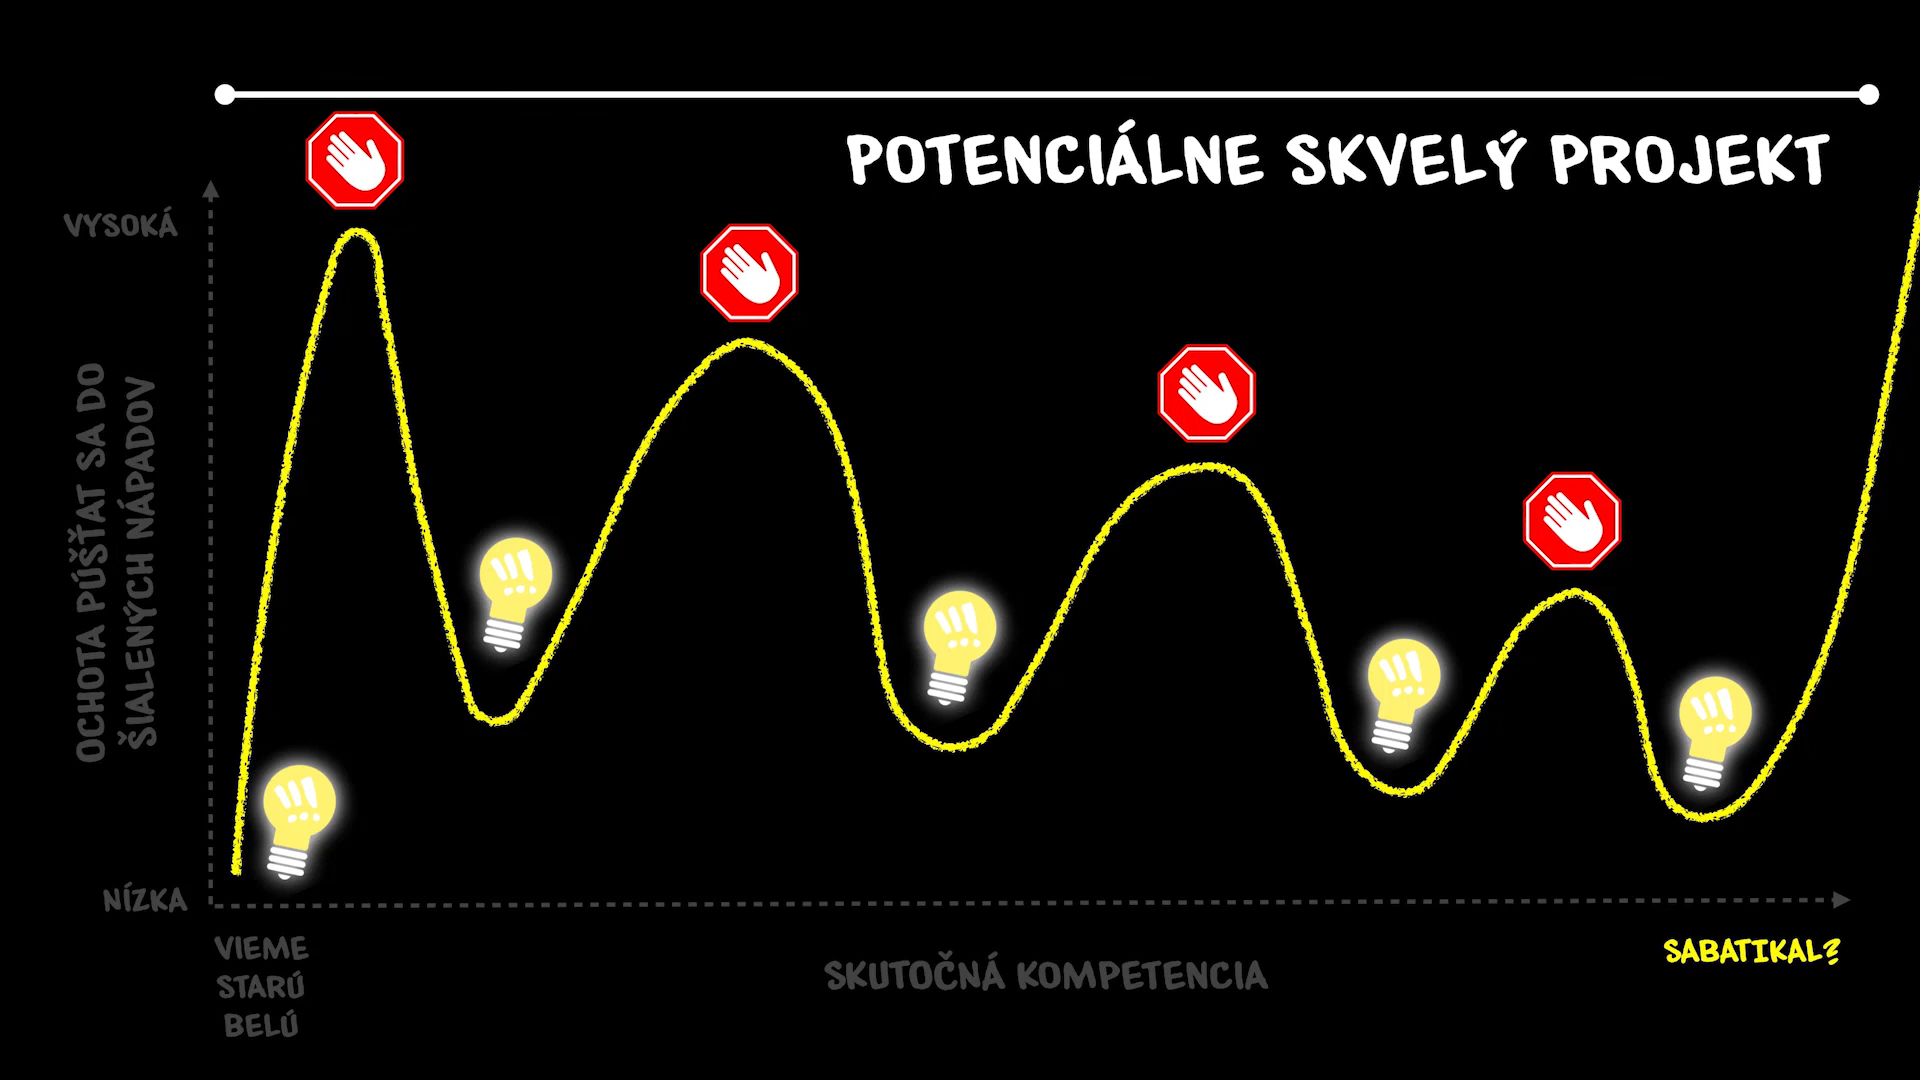 POTENCIÁLNE SKVELÝ PROJEKT
VYSOKÁ
OCHOTA PÚŠŤAT SA DO
ŠIALENÝCH NÁPADOV
NÍZKA
VIEME
STARÚ
BELÚ
SKUTOČNÁ KOMPETENCIA
SABATIKAL?